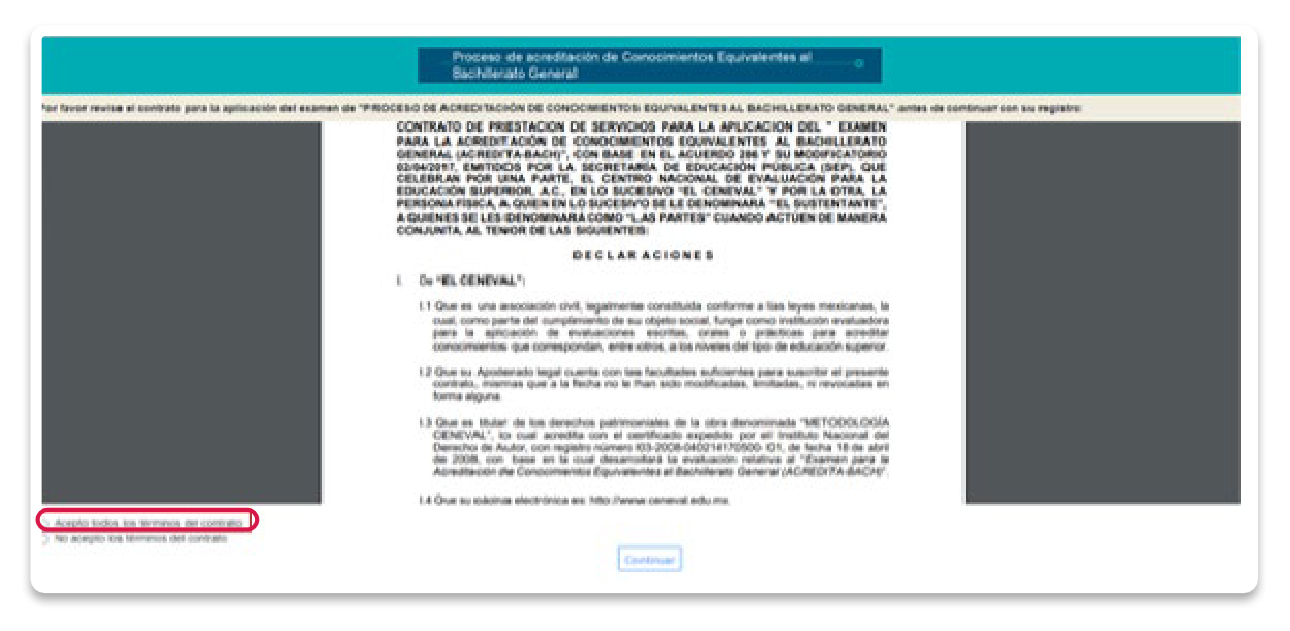 Proceso de acreditación de Conocimientos Equivalentes al
Bachillerato General
Por favor revise el contrato para la aplicación del examen de "PROCESO DE ACREDITACIÓN DE CONOCIMIENTOS EQUIVALENTES AL BACHILLERATO GENERAL" antes de continuar con su registro:
CONTRATO DE PRESTACION DE SERVICIOS PARA LA APLICACION DEL " EXAMEN
PARA LA ACREDITACIÓN DE CONOCIMIENTOS EQUIVALENTES AL BACHILLERATO
GENERAL (ACREDITA-BACH)", CON BASE EN EL ACUERDO 286 Y SU MODIFICATORIO
02/04/2017, EMITIDOS POR LA SECRETARÍA DE EDUCACIÓN PÚBLICA (SEP), QUE
CELEBRAN POR UNA PARTE, EL CENTRO NACIONAL DE EVALUACIÓN PARA LA
EDUCACIÓN SUPERIOR, A.C., EN LO SUCESIVO "EL CENEVAL" Y POR LA OTRA, LA
PERSONA FÍSICA, A QUIEN EN LO SUCESIVO SE LE DENOMINARÁ "EL SUSTENTANTE",
A QUIENES SE LES DENOMINARÁ COMO "LAS PARTES" CUANDO ACTÚEN DE MANERA
CONJUNTA, AL TENIOR DE LAS SIGUIENTES:
DECLARACIONES
I. De "EL CENEVAL":
I.1 Que es una asociación civil, legalmente constituida conforme a las leyes mexicanas, la
cual, como parte del cumplimiento de su objeto social, funge como institución evaluadora
para la aplicación de evaluaciones escritas, orales o prácticas para acreditar
conocimientos que correspondan, entre otros, a los niveles del tipo de educación superior.
I.2 Que su Apoderado legal cuenta con las facultades suficientes para suscribir el presente
contrato, mismas que a la fecha no le han sido modificadas, limitadas, ni revocadas en
forma alguna.
I.3 Que es titular de los derechos patrimoniales de la obra denominada "METODOLOGÍA
CENEVAL", lo cual acredita con el certificado expedido por el Instituto Nacional del
Derecho de Autor, con registro número de fecha 18 de abril
de 2008, con base en la cual desarrollará la evaluación relativa al "Examen para la
Acreditación de Conocimientos Equivalentes al Bachillerato General (ACREDITA-BACH)".
I.4 Que su página electrónica es: http://www.ceneval.edu.mx.
Acepto todos los términos del contrato
No acepto los términos del contrato
Continuar